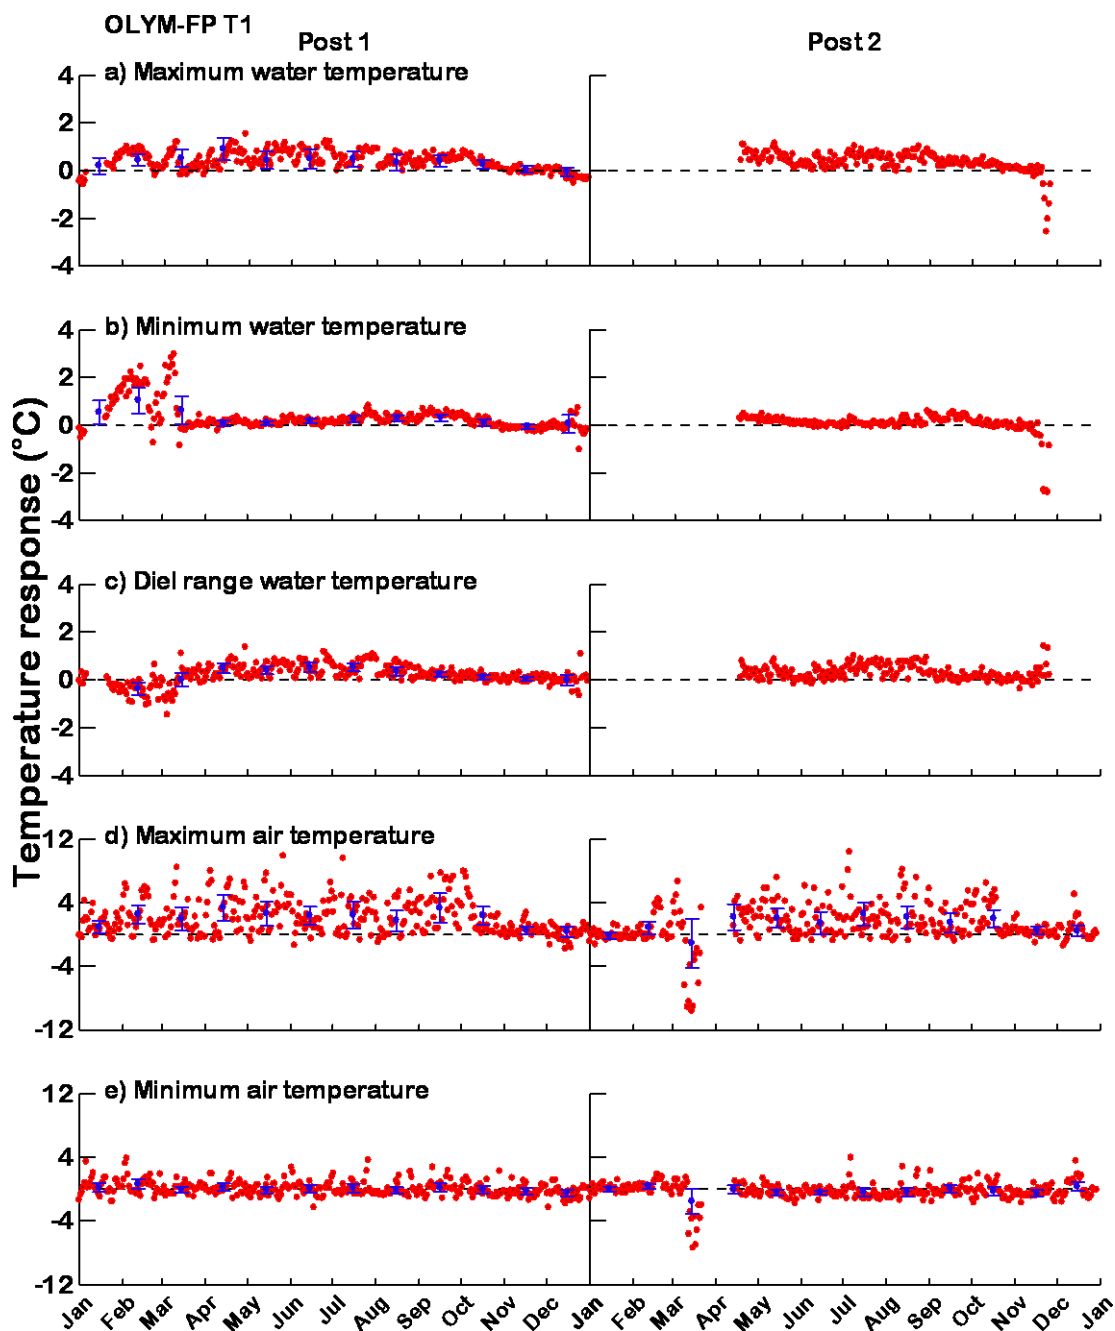 OLYM-FP T1
Post 1 Post 2
a) Maximum water temperature
4
2
0
-2
-4
b) Minimum water temperature
4
2
0
-2
-4
c) Diel range water temperature
4
2
0
-2
-4
d) Maximum air temperature
12
4
-4
-12
e) Minimum air temperature
12
4
-4
-12
Temperature response (°C)
Jan Feb Mar Apr May Jun Jul Aug Sep Oct Nov Dec Jan Feb Mar Apr May Jun Jul Aug Sep Oct Nov Dec Jan